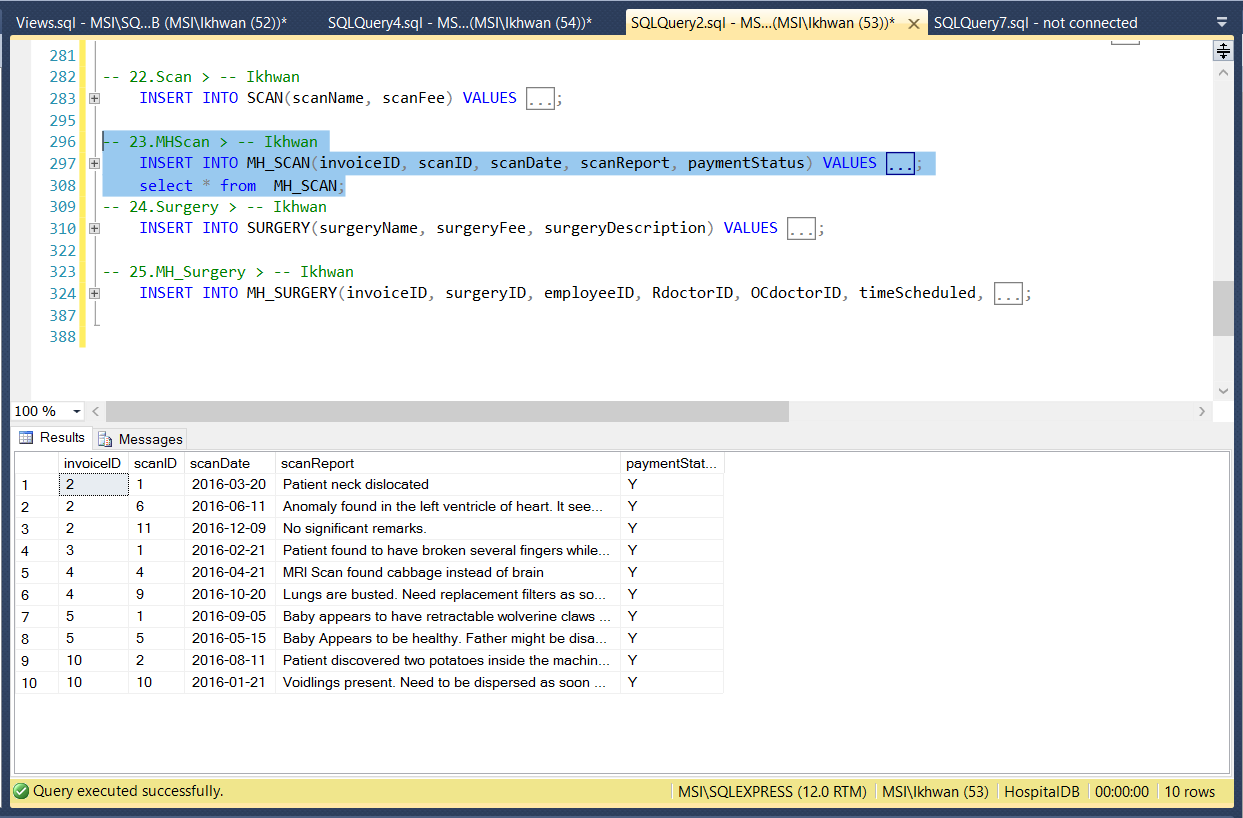 Views.sql - MSI\SQ...B (MSI\Ikhwan (52))* SQLQuery4.sql - MS...(MSI\Ikhwan (54))* SQLQuery2.sql - MS...(MSI\Ikhwan (53))* SQLQuery7.sql - not connected
281
282 -- 22.Scan > -- Ikhwan
283 INSERT INTO SCAN(scanName, scanFee) VALUES ...;
295
296 -- 23.MHScan > -- Ikhwan
297 INSERT INTO MH_SCAN(invoiceID, scanID, scanDate, scanReport, paymentStatus) VALUES ...;
308 select * from  MH_SCAN;
309 -- 24.Surgery > -- Ikhwan
310 INSERT INTO SURGERY(surgeryName, surgeryFee, surgeryDescription) VALUES ...;
322
323 -- 25.MH_Surgery > -- Ikhwan
324 INSERT INTO MH_SURGERY(invoiceID, surgeryID, employeeID, RdoctorID, OCdoctorID, timeScheduled, ...;
387
388
100 %
Results Messages
invoiceID scanID scanDate scanReport paymentStat...
1 2 1 2016-03-20 Patient neck dislocated Y
2 2 6 2016-06-11 Anomaly found in the left ventricle of heart. It see... Y
3 2 11 2016-12-09 No significant remarks. Y
4 3 1 2016-02-21 Patient found to have broken several fingers while... Y
5 4 4 2016-04-21 MRI Scan found cabbage instead of brain Y
6 4 9 2016-10-20 Lungs are busted. Need replacement filters as so... Y
7 5 1 2016-09-05 Baby appears to have retractable wolverine claws ... Y
8 5 5 2016-05-15 Baby Appears to be healthy. Father might be disa... Y
9 10 2 2016-08-11 Patient discovered two potatoes inside the machin... Y
10 10 10 2016-01-21 Voidlings present. Need to be dispersed as soon ... Y
Query executed successfully. MSI\SQLEXPRESS (12.0 RTM) MSI\Ikhwan (53) HospitalDB 00:00:00 10 rows